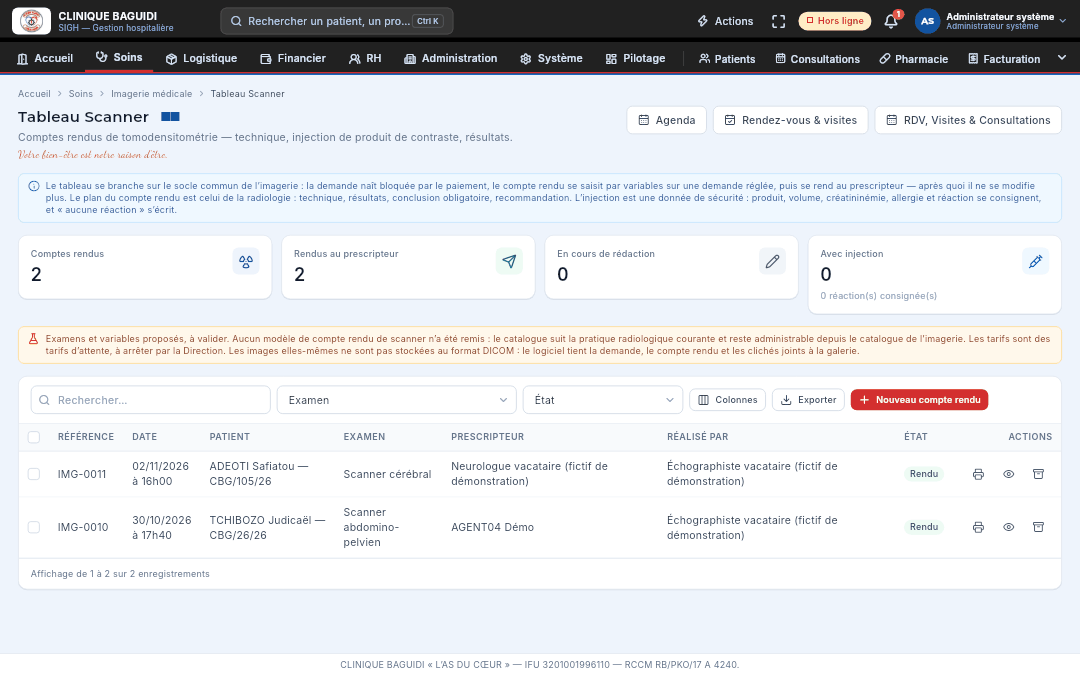 CLINIQUE BAGUIDI
SIGH — Gestion hospitalière
Rechercher un patient, un pro... Ctrl K
Actions
Hors ligne
1
AS
Administrateur système
Administrateur système
Accueil
Soins
Logistique
Financier
RH
Administration
Système
Pilotage
Patients
Consultations
Pharmacie
Facturation
Accueil > Soins > Imagerie médicale > Tableau Scanner
Tableau Scanner
Comptes rendus de tomodensitométrie — technique, injection de produit de contraste, résultats.
Votre bien-être est notre raison d'être.
Agenda
Rendez-vous & visites
RDV, Visites & Consultations
Le tableau se branche sur le socle commun de l'imagerie : la demande naît bloquée par le paiement, le compte rendu se saisit par variables sur une demande réglée, puis se rend au prescripteur — après quoi il ne se modifie
plus. Le plan du compte rendu est celui de la radiologie : technique, résultats, conclusion obligatoire, recommandation. L'injection est une donnée de sécurité : produit, volume, créatininémie, allergie et réaction se consignent,
et « aucune réaction » s'écrit.
Comptes rendus
2
Rendus au prescripteur
2
En cours de rédaction
0
Avec injection
0
0 réaction(s) consignée(s)
Examens et variables proposés, à valider. Aucun modèle de compte rendu de scanner n'a été remis : le catalogue suit la pratique radiologique courante et reste administrable depuis le catalogue de l'imagerie. Les tarifs sont des
tarifs d'attente, à arrêter par la Direction. Les images elles-mêmes ne sont pas stockées au format DICOM : le logiciel tient la demande, le compte rendu et les clichés joints à la galerie.
Rechercher...
Examen
État
Colonnes
Exporter
Nouveau compte rendu
RÉFÉRENCE DATE PATIENT EXAMEN PRESCRIPTEUR RÉALISÉ PAR ÉTAT ACTIONS
IMG-0011
02/11/2026
à 16h00
ADEOTI Safiatou —
CBG/105/26
Scanner cérébral
Neurologue vacataire (fictif de
démonstration)
Échographiste vacataire (fictif de
démonstration)
Rendu
IMG-0010
30/10/2026
à 17h40
TCHIBOZO Judicaël —
CBG/26/26
Scanner
abdomino-
pelvien
AGENT04 Démo
Échographiste vacataire (fictif de
démonstration)
Rendu
Affichage de 1 à 2 sur 2 enregistrements
CLINIQUE BAGUIDI « L'AS DU CŒUR » — IFU 3201001996110 — RCCM RB/PKO/17 A 4240.